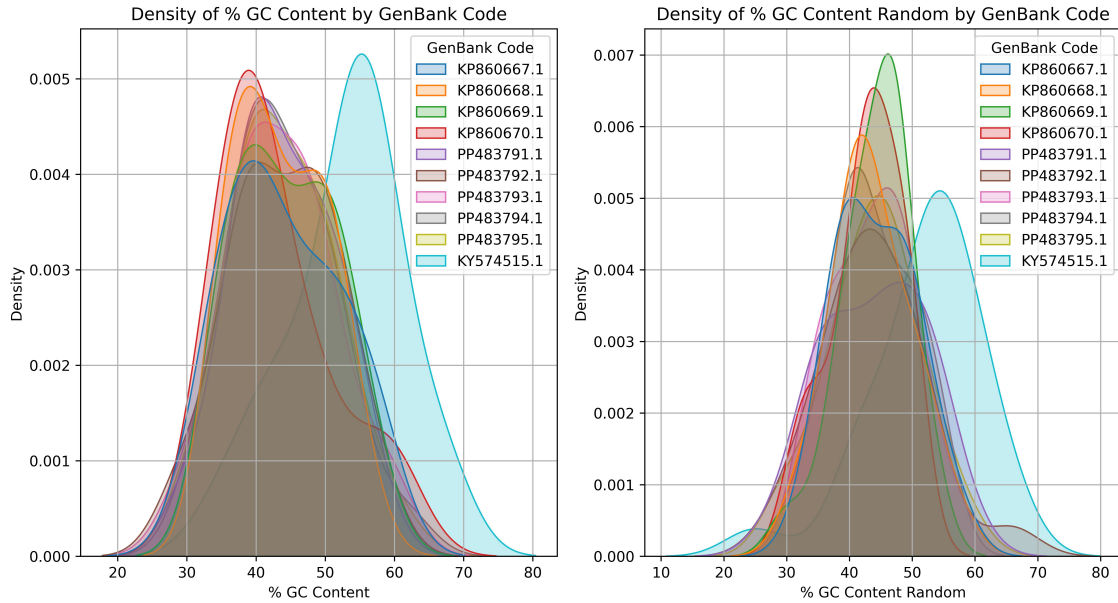 Density of % GC Content by GenBank Code
Density
0.005
0.004
0.003
0.002
0.001
0.000
20 30 40 50 60 70 80
% GC Content
GenBank Code
KP860667.1
KP860668.1
KP860669.1
KP860670.1
PP483791.1
PP483792.1
PP483793.1
PP483794.1
PP483795.1
KY574515.1
Density of % GC Content Random by GenBank Code
Density
0.007
0.006
0.005
0.004
0.003
0.002
0.001
0.000
10 20 30 40 50 60 70 80
% GC Content Random
GenBank Code
KP860667.1
KP860668.1
KP860669.1
KP860670.1
PP483791.1
PP483792.1
PP483793.1
PP483794.1
PP483795.1
KY574515.1